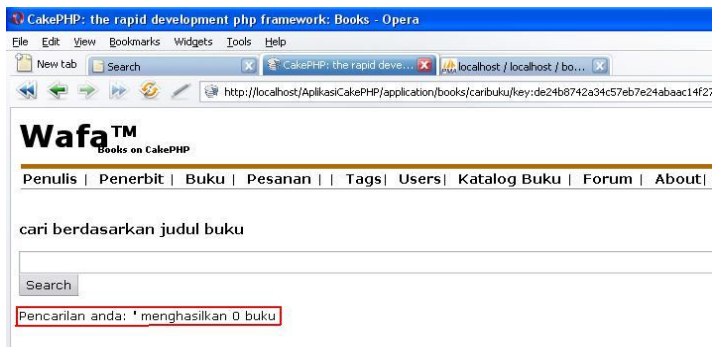 CakePHP: the rapid development php framework: Books - Opera
File Edit View Bookmarks Widgets Tools Help
New tab Search CakePHP: the rapid deve... localhost / localhost / bo...
http://localhost/AplikasiCakePHP/application/books/caribuku/key:de24b8742a34c57eb7e24abaac14f27
Wafa™
Books on CakePHP
Penulis | Penerbit | Buku | Pesanan | | Tags| Users| Katalog Buku | Forum | About|
cari berdasarkan judul buku
Search
Pencarilan anda: ' menghasilkan 0 buku